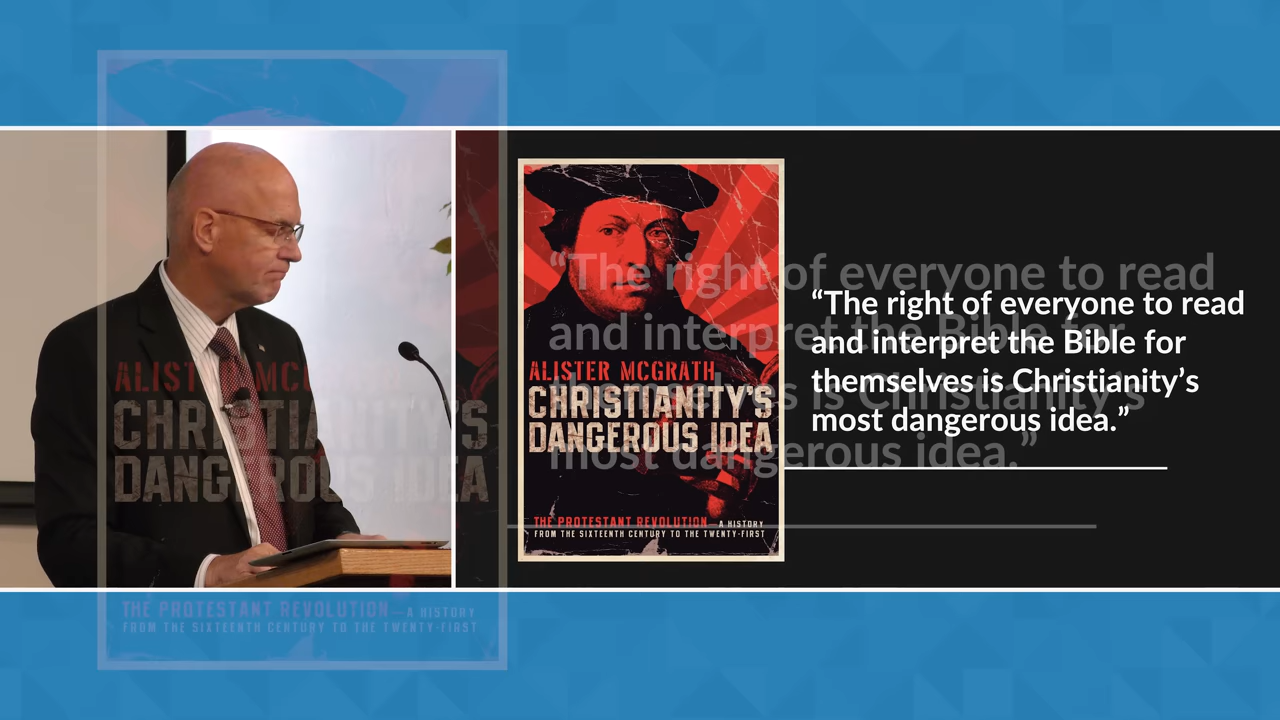 ALISTER MCGRATH
CHRISTIANITY'S
DANGEROUS IDEA
THE PROTESTANT REVOLUTION—A HISTORY
FROM THE SIXTEENTH CENTURY TO THE TWENTY-FIRST
“The right of everyone to read
and interpret the Bible for
themselves is Christianity’s
most dangerous idea.”